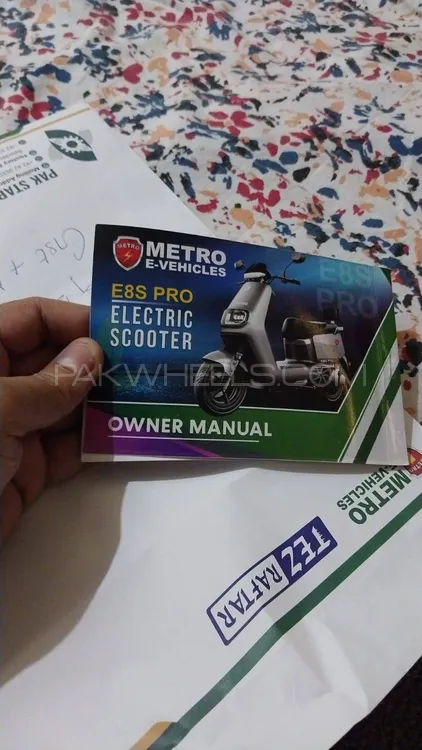 PAK STAR
METRO
METRO
E-VEHICLES
E8S PRO
ELECTRIC
SCOOTER
E8S
PRO
OWNER MANUAL
PAKWHEELS.COM
METRO
E-VEHICLES
TEZ
RAFTAR